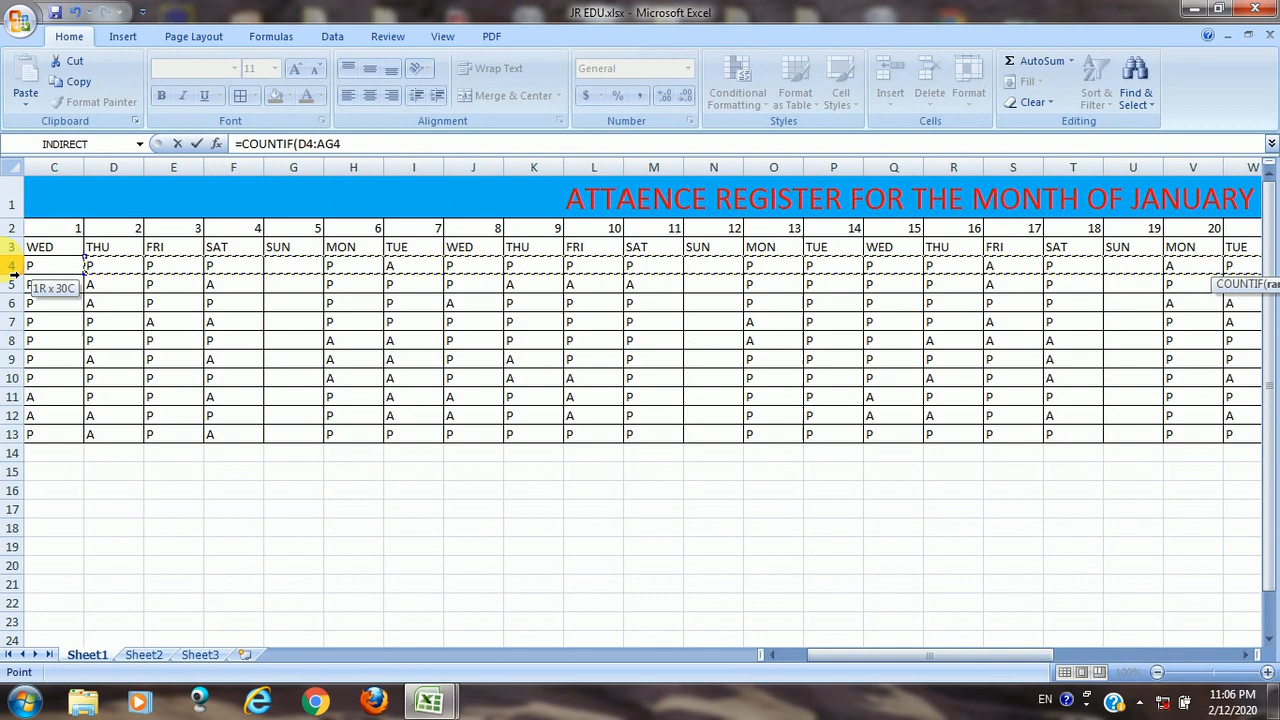 JR EDU.xlsx - Microsoft Excel
Home Insert Page Layout Formulas Data Review View PDF
Cut
Copy
Format Painter
Paste
Clipboard
11 A A
B I U A
Font
Wrap Text
Merge & Center
Alignment
General
$ % ,
Number
Conditional Formatting
Format as Table
Cell Styles
Styles
Insert Delete Format
Cells
Σ AutoSum
Fill
Clear
Sort & Filter
Find & Select
Editing
INDIRECT fx =COUNTIF(D4:AG4
C D E F G H I J K L M N O P Q R S T U V W
1 ATTAENCE REGISTER FOR THE MONTH OF JANUARY
2 1 2 3 4 5 6 7 8 9 10 11 12 13 14 15 16 17 18 19 20
3 WED THU FRI SAT SUN MON TUE WED THU FRI SAT SUN MON TUE WED THU FRI SAT SUN MON TUE
4 P P P P P A P P P P P P P P A P A P
5 A P A P P P A A A P P P P A P P
1R x 30C
COUNTIF(
6 P A P P P P A P P P P P P P P P A A
7 P P A A P P P P P P A P P P A P P A
8 P P P P A A P P P P A P P A A A P P
9 P A P A A A P A P P P P P P P A P P
10 P A P P A A P A A P P P P A P A P A
11 A A P A P A A P A P P P A P P P P P
12 A A P P P A P P A P P P A A P A P A
13 P A P A P P P P P P P P P P P P P P
14
15
16
17
18
19
20
21
22
23
24
Sheet1 Sheet2 Sheet3
Point 100%
EN 11:06 PM
2/12/2020